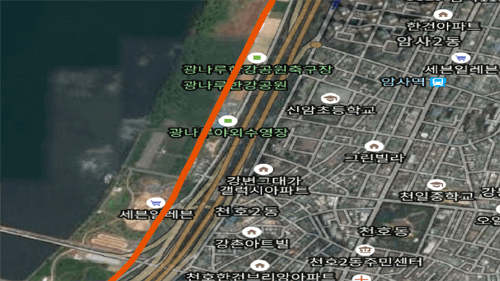 한건아파트
암사2동
세븐일레븐
광나루한강공원축구장
암사역
광나루한강공원
신암초등학교
광나루야외수영장
그린빌라
강변그대가
갤럭시아파트
천일중학교
세븐일레븐
천호2동
천호동
강촌아트빌
천호2동주민센터
천호한건브리앙아파트